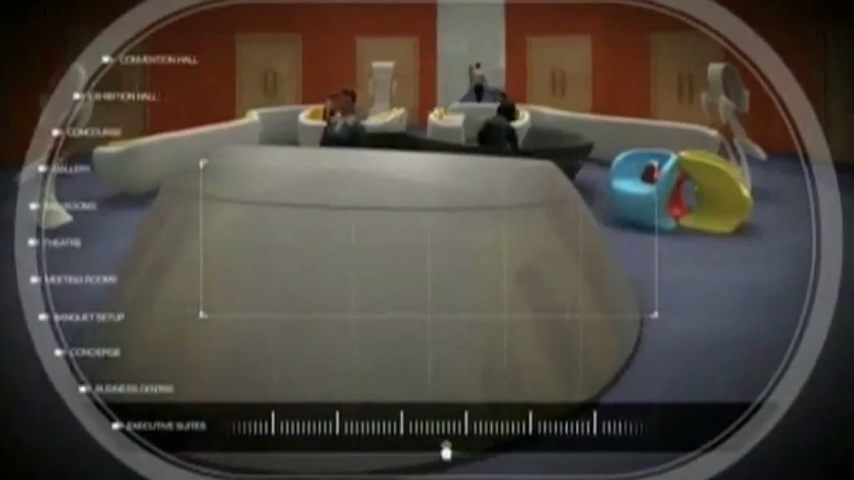 CONVENTION HALL
EXHIBITION HALL
CONCOURSE
GALLERY
THEATRE
MEETING ROOMS
BANQUET SETUP
CONCIERGE
BUSINESS CENTRE
EXECUTIVE SUITES